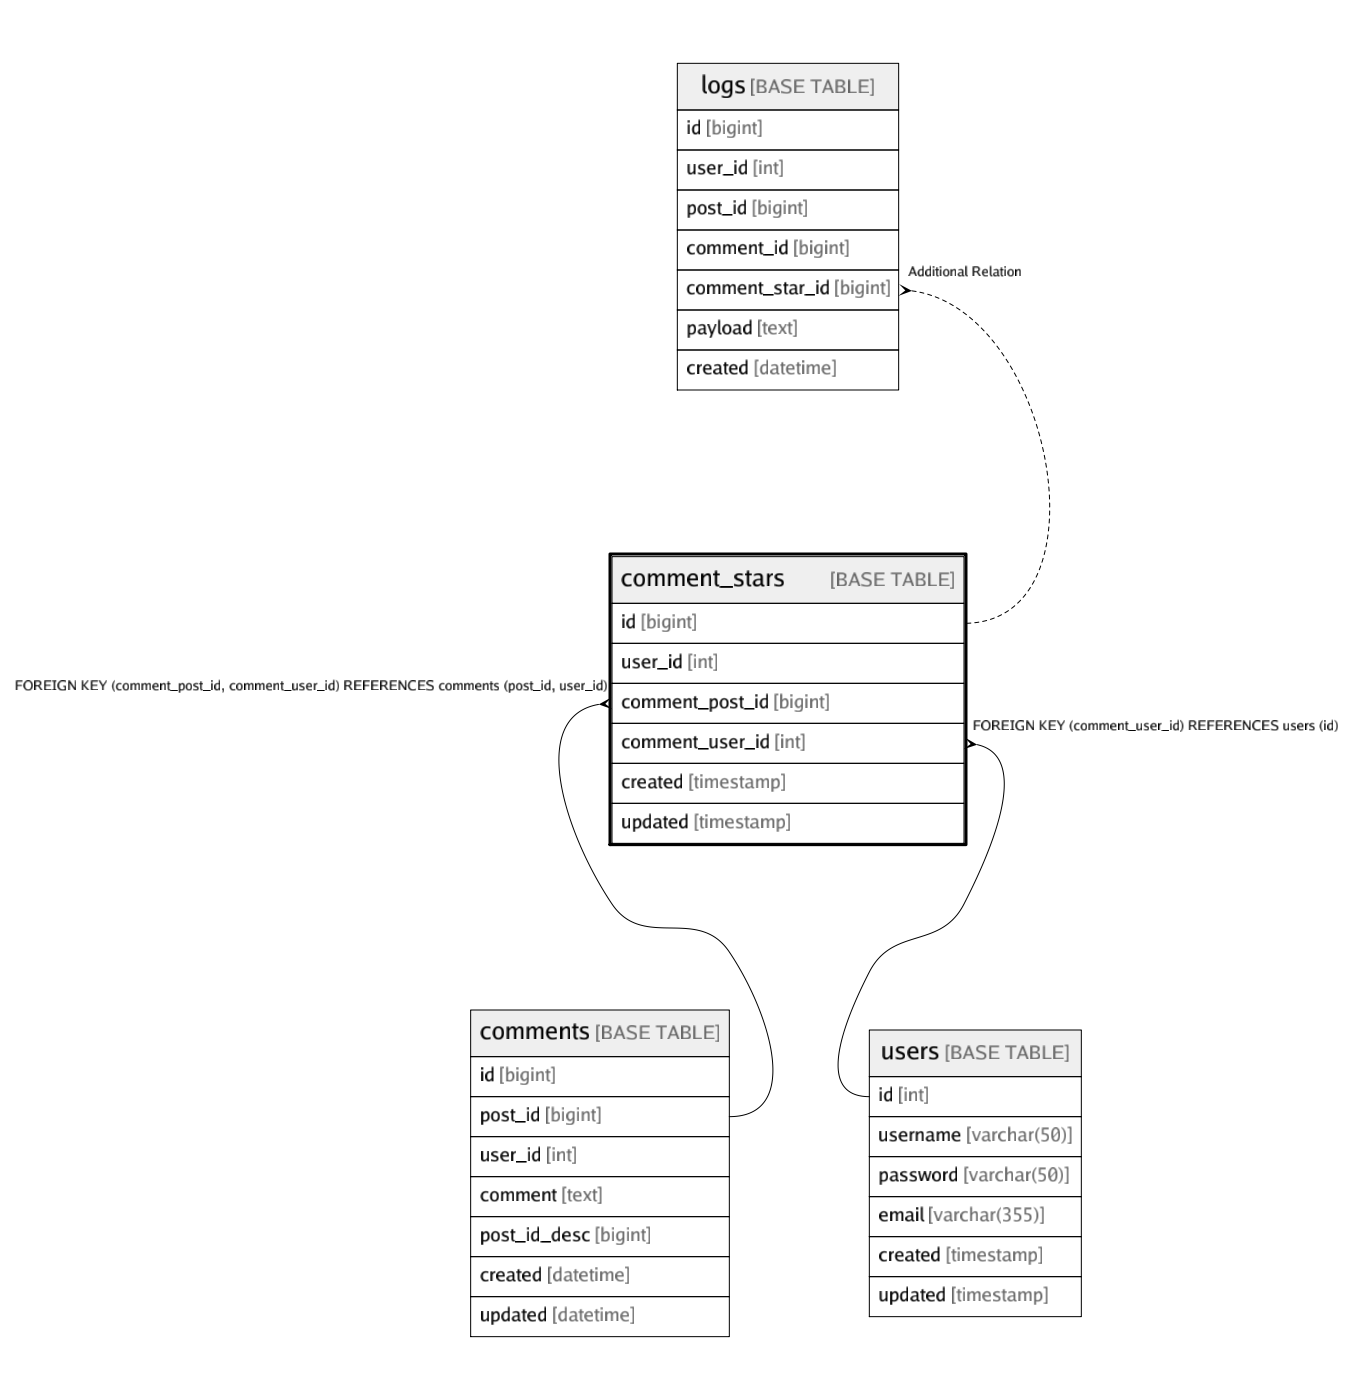 logs [BASE TABLE]
id [bigint]
user_id [int]
post_id [bigint]
comment_id [bigint]
Additional Relation
comment_star_id [bigint]
payload [text]
created [datetime]
comment_stars [BASE TABLE]
id [bigint]
user_id [int]
FOREIGN KEY (comment_post_id, comment_user_id) REFERENCES comments (post_id, user_id)
comment_post_id [bigint]
FOREIGN KEY (comment_user_id) REFERENCES users (id)
comment_user_id [int]
created [timestamp]
updated [timestamp]
comments [BASE TABLE]
id [bigint]
post_id [bigint]
user_id [int]
comment [text]
post_id_desc [bigint]
created [datetime]
updated [datetime]
users [BASE TABLE]
id [int]
username [varchar(50)]
password [varchar(50)]
email [varchar(355)]
created [timestamp]
updated [timestamp]